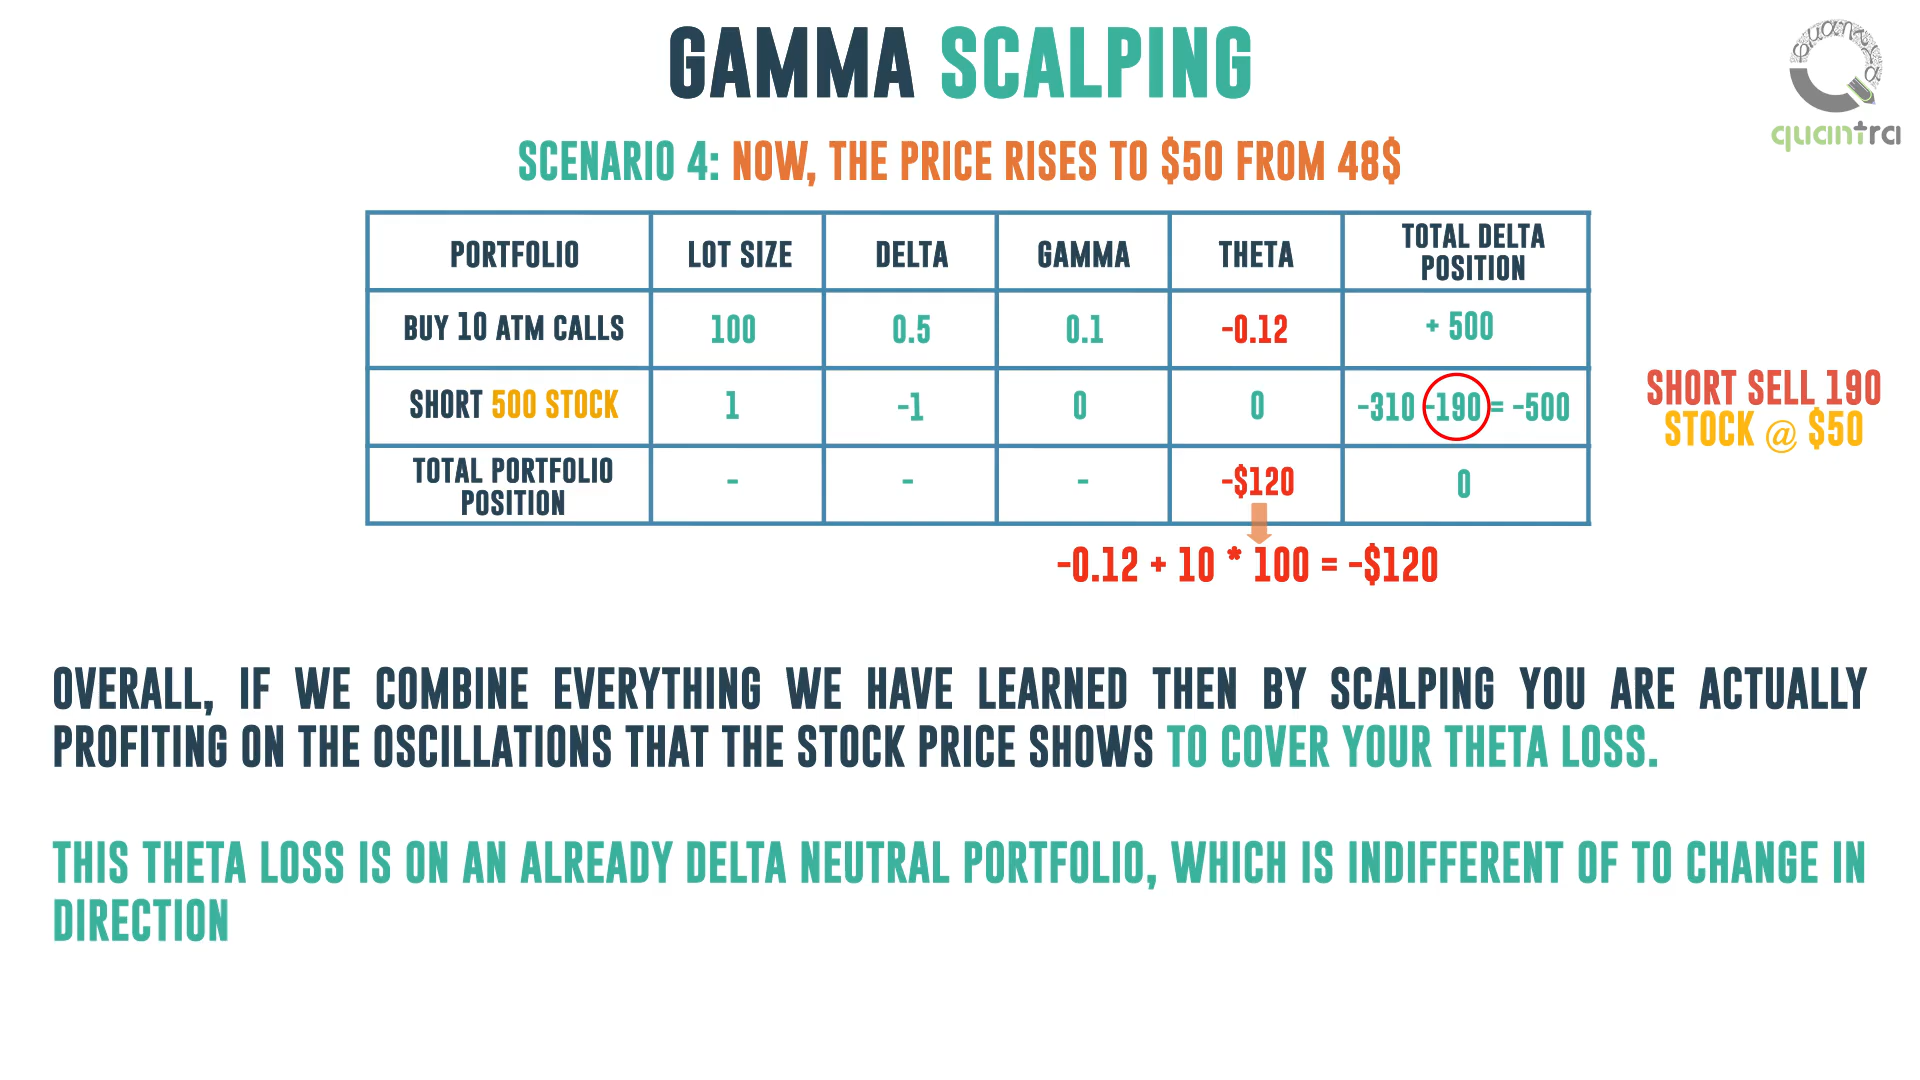 GAMMA SCALPING
quantra
SCENARIO 4: NOW, THE PRICE RISES TO $50 FROM 48$
PORTFOLIO LOT SIZE DELTA GAMMA THETA TOTAL DELTA
POSITION
BUY 10 ATM CALLS 100 0.5 0.1 -0.12 + 500
SHORT 500 STOCK 1 -1 0 0 -310 -190 = -500
TOTAL PORTFOLIO
POSITION - - - -$120 0
SHORT SELL 190
STOCK @ $50
-0.12 + 10 * 100 = -$120
OVERALL, IF WE COMBINE EVERYTHING WE HAVE LEARNED THEN BY SCALPING YOU ARE ACTUALLY
PROFITING ON THE OSCILLATIONS THAT THE STOCK PRICE SHOWS TO COVER YOUR THETA LOSS.
THIS THETA LOSS IS ON AN ALREADY DELTA NEUTRAL PORTFOLIO, WHICH IS INDIFFERENT OF TO CHANGE IN
DIRECTION